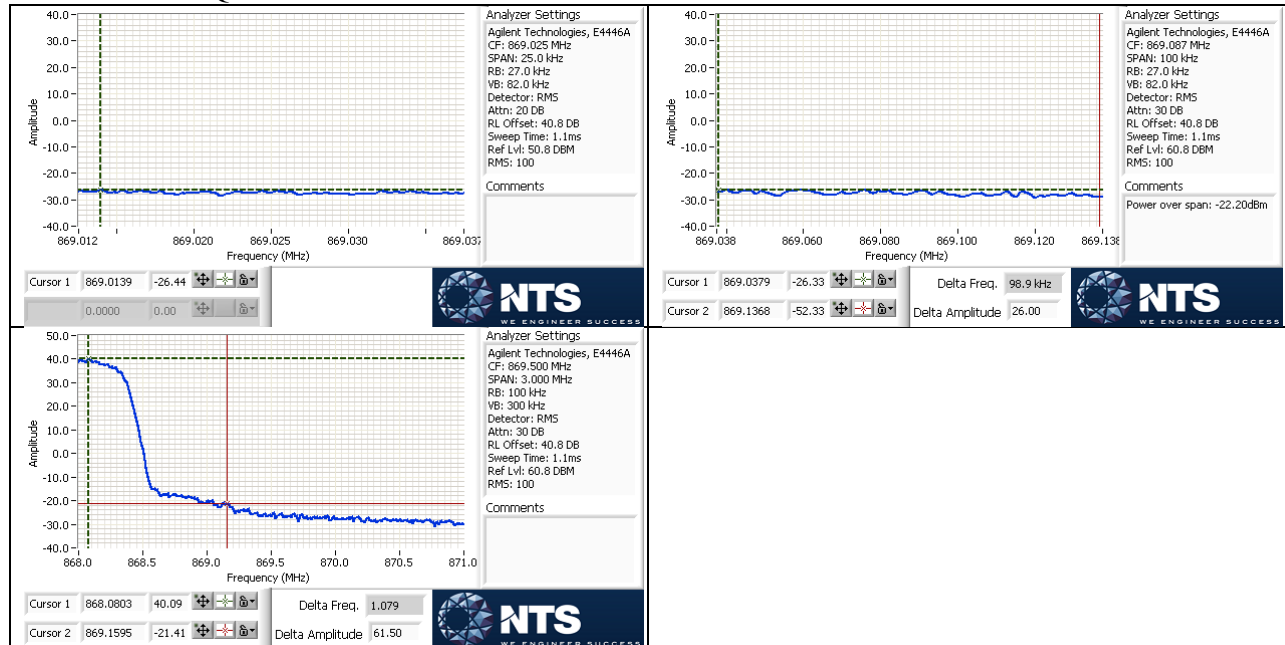 40.0
30.0
20.0
10.0
0.0
-10.0
-20.0
-30.0
-40.0
Amplitude
869.012 869.020 869.025 869.030 869.037
Frequency (MHz)
Analyzer Settings
Agilent Technologies, E4446A
CF: 869.025 MHz
SPAN: 25.0 kHz
RB: 27.0 kHz
VB: 82.0 kHz
Detector: RMS
Attn: 20 DB
RL Offset: 40.8 DB
Sweep Time: 1.1ms
Ref Lvl: 50.8 DBM
RMS: 100
Comments
Cursor 1 869.0139 -26.44
0.0000 0.00
NTS
WE ENGINEER SUCCESS
40.0
30.0
20.0
10.0
0.0
-10.0
-20.0
-30.0
-40.0
Amplitude
869.038 869.060 869.080 869.100 869.120 869.138
Frequency (MHz)
Analyzer Settings
Agilent Technologies, E4446A
CF: 869.087 MHz
SPAN: 100 kHz
RB: 27.0 kHz
VB: 82.0 kHz
Detector: RMS
Attn: 30 DB
RL Offset: 40.8 DB
Sweep Time: 1.1ms
Ref Lvl: 60.8 DBM
RMS: 100
Comments
Power over span: -22.20dBm
Cursor 1 869.0379 -26.33
Cursor 2 869.1368 -52.33
Delta Freq. 98.9 kHz
Delta Amplitude 26.00
NTS
WE ENGINEER SUCCESS
50.0
40.0
30.0
20.0
10.0
0.0
-10.0
-20.0
-30.0
-40.0
Amplitude
868.0 868.5 869.0 869.5 870.0 870.5 871.0
Frequency (MHz)
Analyzer Settings
Agilent Technologies, E4446A
CF: 869.500 MHz
SPAN: 3.000 MHz
RB: 100 kHz
VB: 300 kHz
Detector: RMS
Attn: 30 DB
RL Offset: 40.8 DB
Sweep Time: 1.1ms
Ref Lvl: 60.8 DBM
RMS: 100
Comments
Cursor 1 868.0803 40.09
Cursor 2 869.1595 -21.41
Delta Freq. 1.079
Delta Amplitude 61.50
NTS
WE ENGINEER SUCCESS